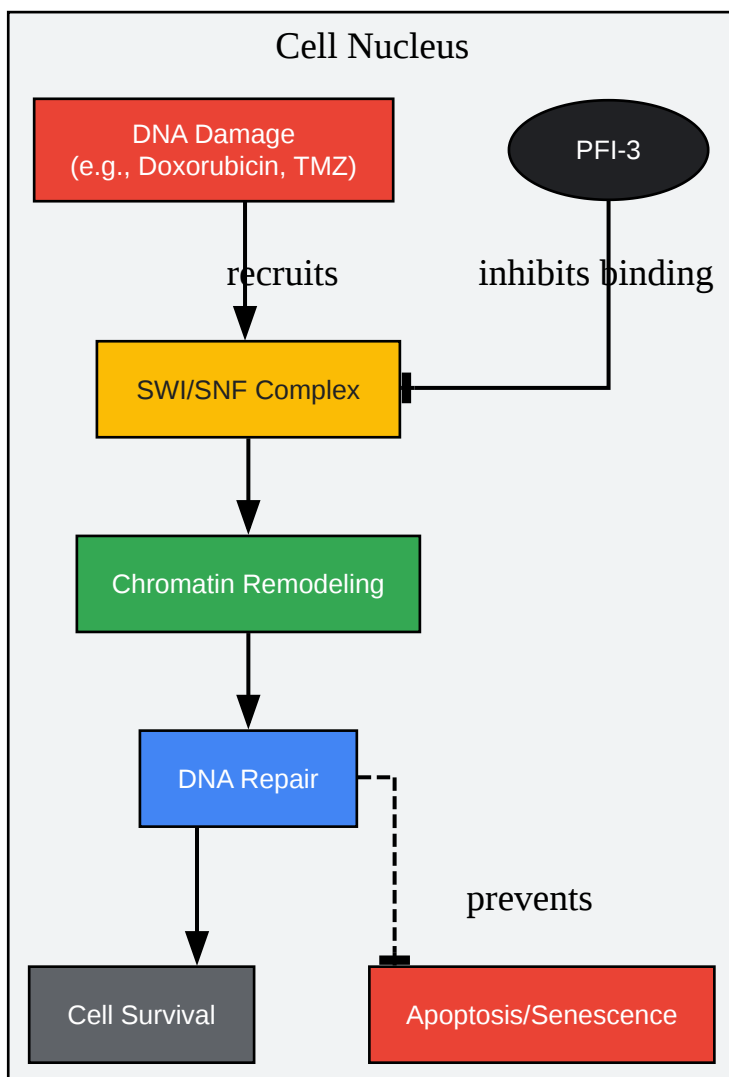 Cell Nucleus
DNA Damage
(e.g., Doxorubicin, TMZ)
PFI-3
recruits
inhibits binding
SWI/SNF Complex
Chromatin Remodeling
DNA Repair
prevents
Cell Survival
Apoptosis/Senescence